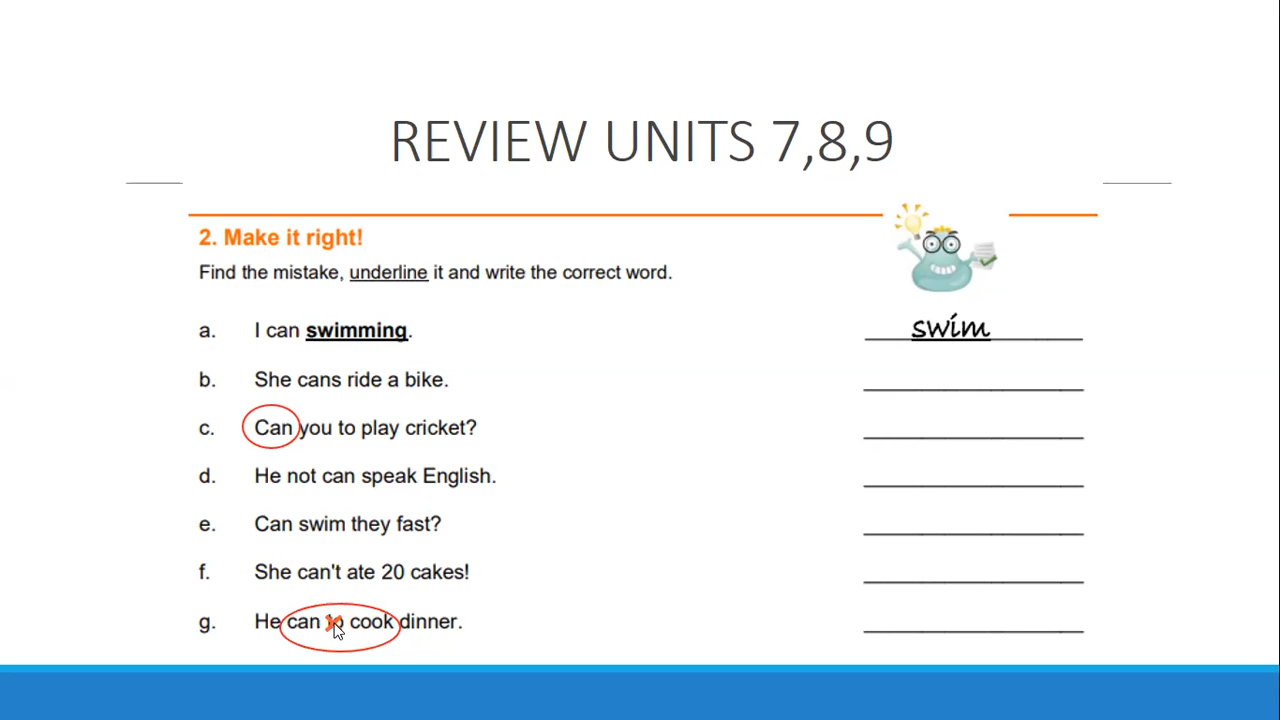 REVIEW UNITS 7,8,9
2. Make it right!
Find the mistake, underline it and write the correct word.
a. I can swimming. swim
b. She cans ride a bike.
c. Can you to play cricket?
d. He not can speak English.
e. Can swim they fast?
f. She can't ate 20 cakes!
g. He can to cook dinner.